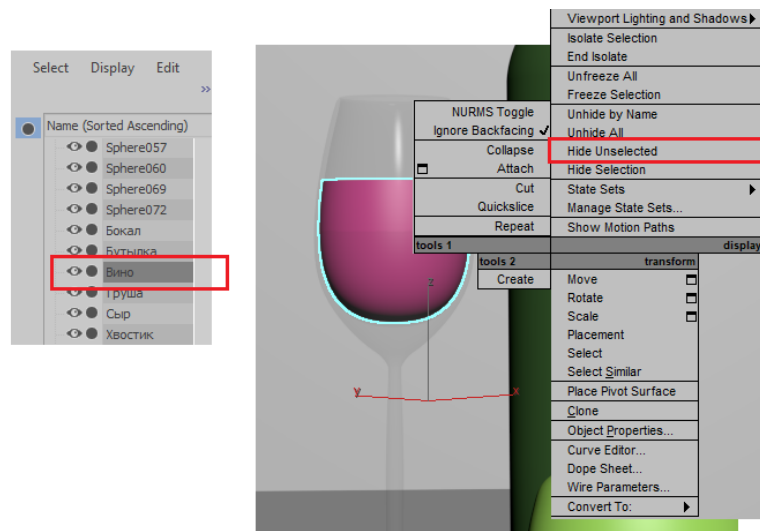 Select Display Edit
»
Name (Sorted Ascending)
Sphere057
Sphere060
Sphere069
Sphere072
Бокал
Бутылка
Вино
Груша
Сыр
Хвостик
NURMS Toggle
Ignore Backfacing ✓
Collapse
Attach
Cut
Quickslice
Repeat
tools 1
tools 2
Create
Viewport Lighting and Shadows
Isolate Selection
End Isolate
Unfreeze All
Freeze Selection
Unhide by Name
Unhide All
Hide Unselected
Hide Selection
State Sets
Manage State Sets...
Show Motion Paths
display
transform
Move
Rotate
Scale
Placement
Select
Select Similar
Place Pivot Surface
Clone
Object Properties...
Curve Editor...
Dope Sheet...
Wire Parameters...
Convert To:
z
y
x